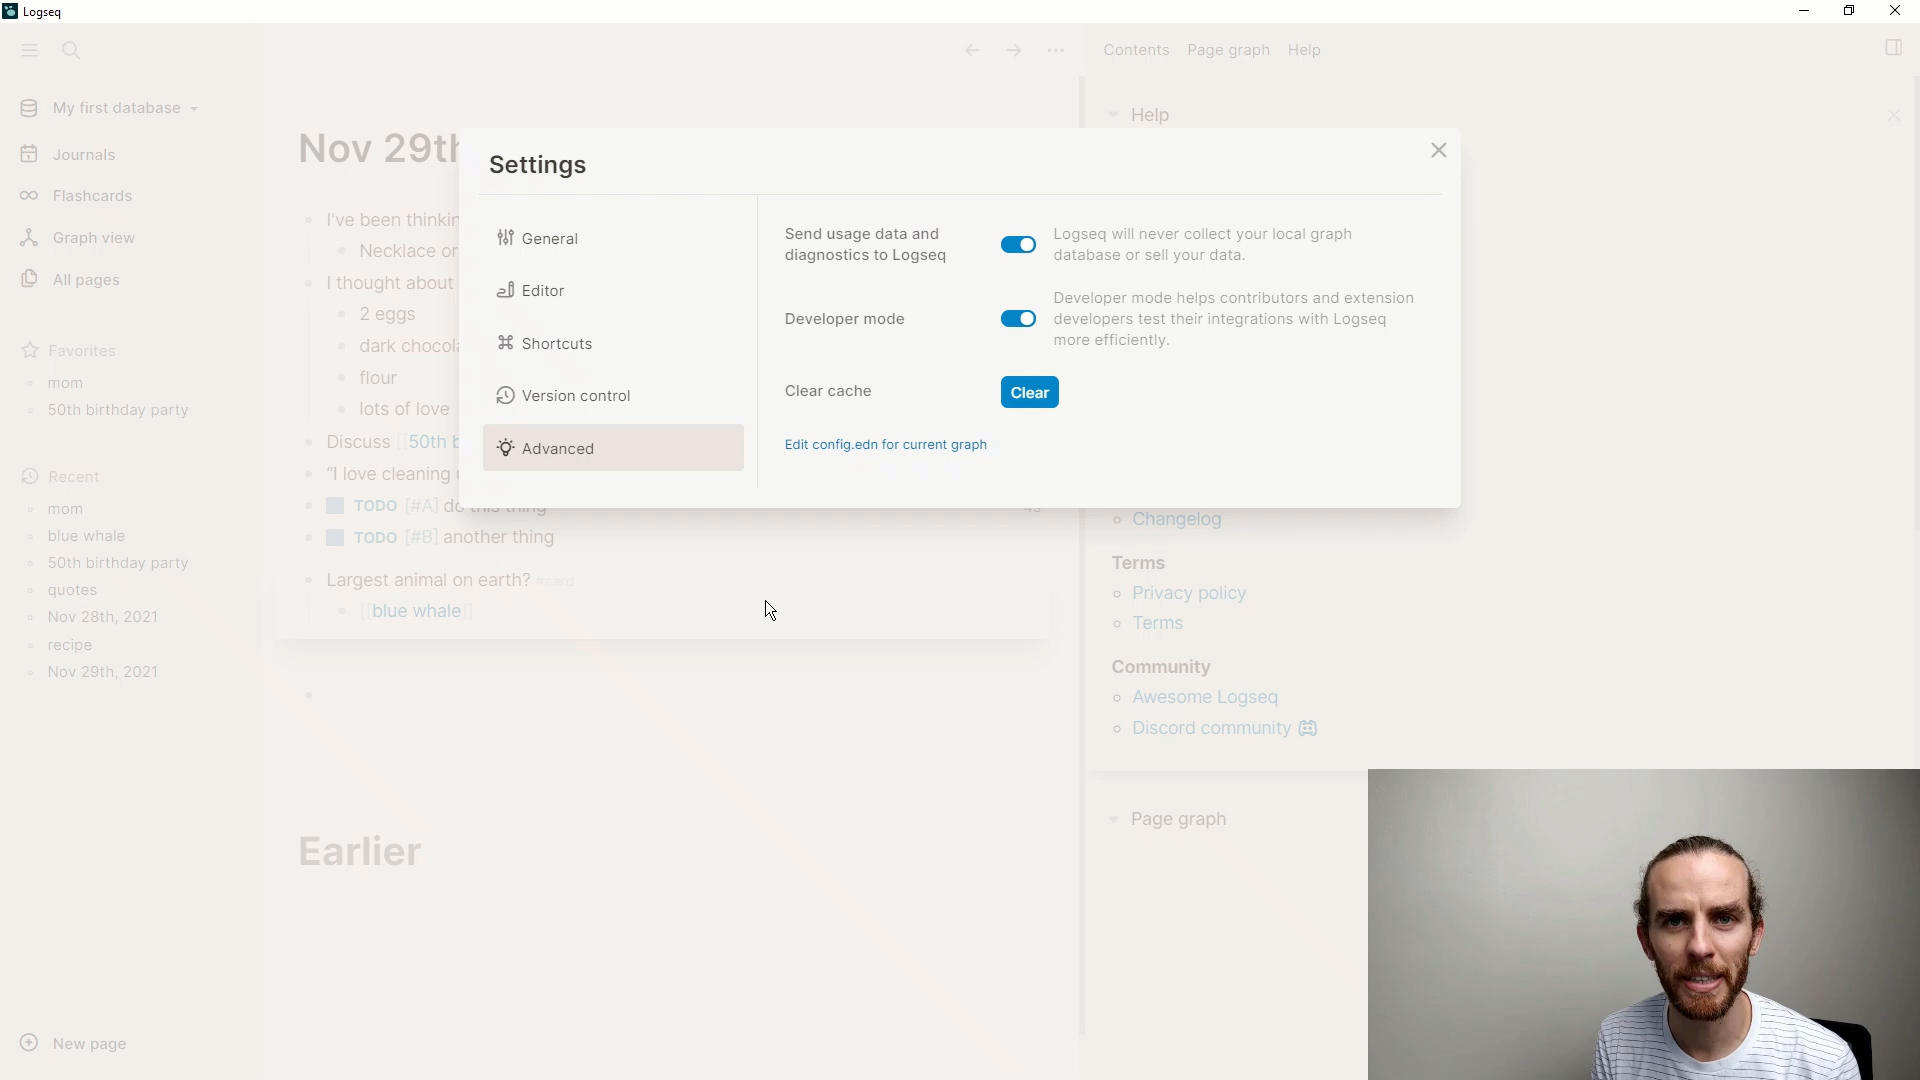 Logseq
Contents Page graph Help
My first database
Journals
Flashcards
Graph view
All pages
Favorites
mom
50th birthday party
Recent
mom
blue whale
50th birthday party
quotes
Nov 28th, 2021
recipe
Nov 29th, 2021
New page
Nov 29th
I've been thinkin
Necklace or
I thought about
2 eggs
dark chocola
flour
lots of love
Discuss [[50th b
“I love cleaning
TODO [#A] do this thing
TODO [#B] another thing
Largest animal on earth? #card
[[blue whale]]
Earlier
Settings
General
Editor
Shortcuts
Version control
Advanced
Send usage data and
diagnostics to Logseq
Logseq will never collect your local graph
database or sell your data.
Developer mode
Developer mode helps contributors and extension
developers test their integrations with Logseq
more efficiently.
Clear cache
Clear
Edit config.edn for current graph
Help
Changelog
Terms
Privacy policy
Terms
Community
Awesome Logseq
Discord community
Page graph